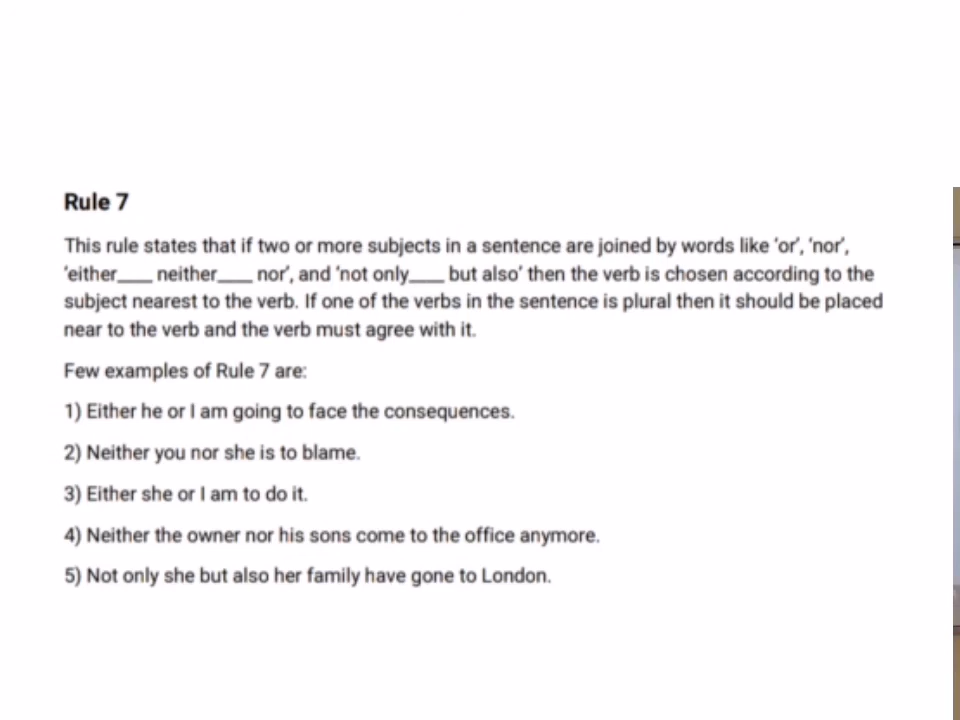 Rule 7
This rule states that if two or more subjects in a sentence are joined by words like 'or', 'nor',
'either____ neither____ nor', and 'not only____ but also' then the verb is chosen according to the
subject nearest to the verb. If one of the verbs in the sentence is plural then it should be placed
near to the verb and the verb must agree with it.
Few examples of Rule 7 are:
1) Either he or I am going to face the consequences.
2) Neither you nor she is to blame.
3) Either she or I am to do it.
4) Neither the owner nor his sons come to the office anymore.
5) Not only she but also her family have gone to London.